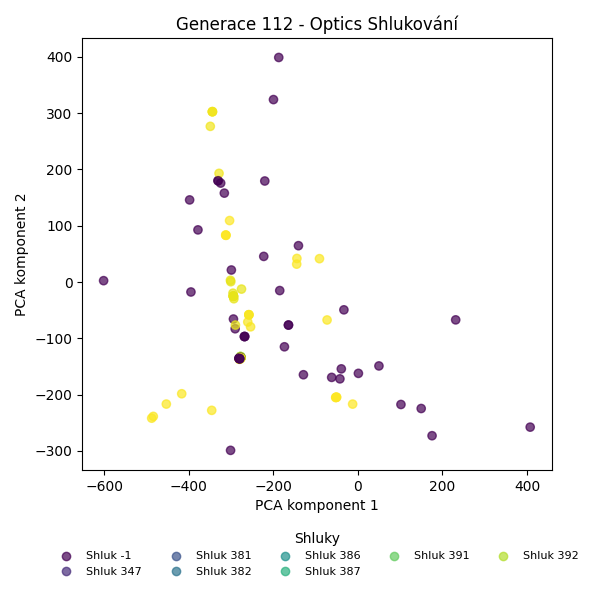 Generace 112 - Optics Shlukování
PCA komponent 2
400
300
200
100
0
−100
−200
−300
−600 −400 −200 0 200 400
PCA komponent 1
Shluky
Shluk -1 Shluk 381 Shluk 386 Shluk 391 Shluk 392
Shluk 347 Shluk 382 Shluk 387